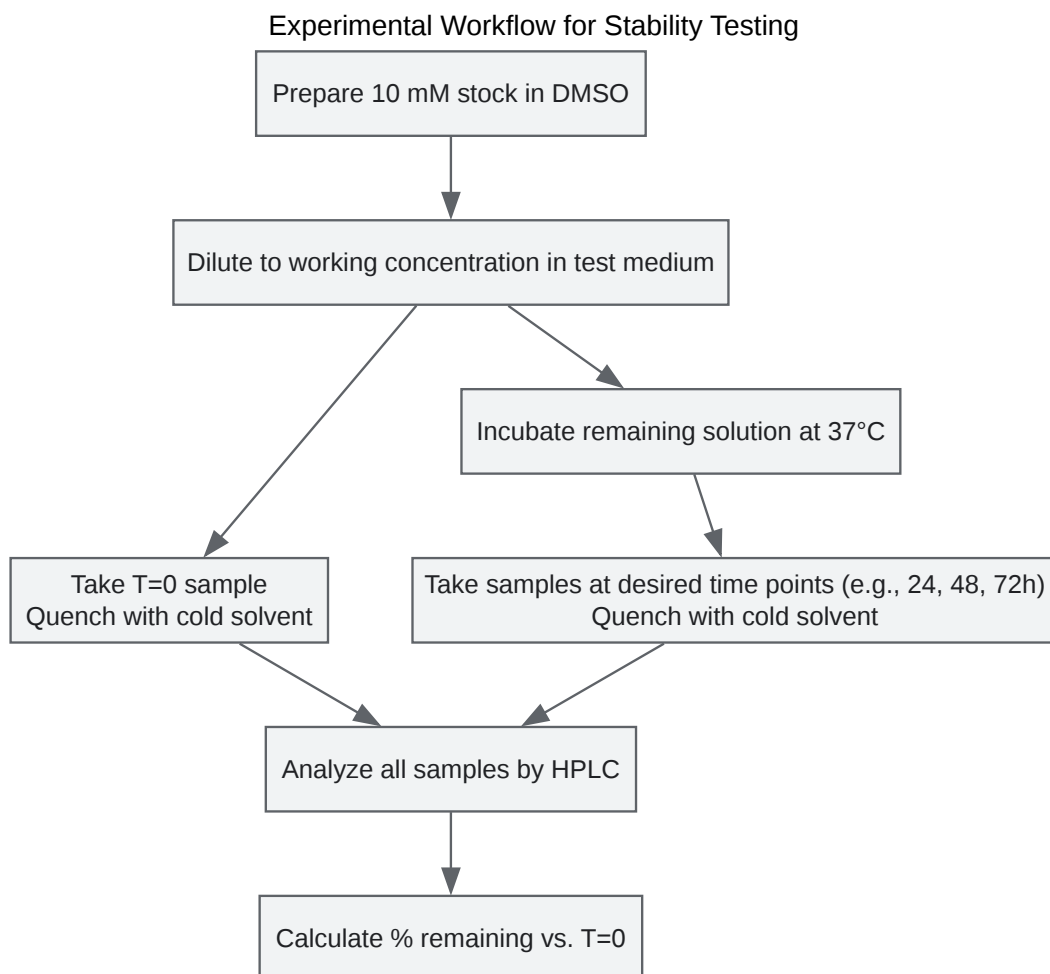 Experimental Workflow for Stability Testing
Prepare 10 mM stock in DMSO
Dilute to working concentration in test medium
Incubate remaining solution at 37°C
Take T=0 sample
Quench with cold solvent
Take samples at desired time points (e.g., 24, 48, 72h)
Quench with cold solvent
Analyze all samples by HPLC
Calculate % remaining vs. T=0